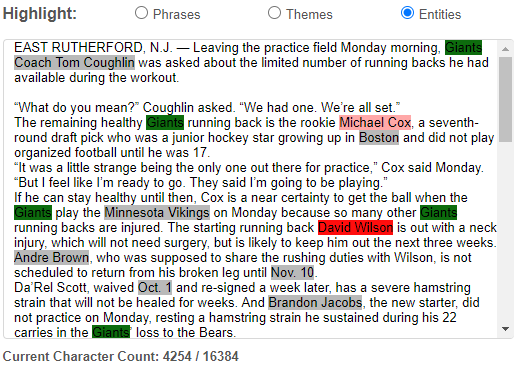 Highlight: Phrases Themes Entities
EAST RUTHERFORD, N.J. — Leaving the practice field Monday morning, Giants
Coach Tom Coughlin was asked about the limited number of running backs he had
available during the workout.
“What do you mean?” Coughlin asked. “We had one. We’re all set.”
The remaining healthy Giants running back is the rookie Michael Cox, a seventh-
round draft pick who was a junior hockey star growing up in Boston and did not play
organized football until he was 17.
“It was a little strange being the only one out there for practice,” Cox said Monday.
“But I feel like I’m ready to go. They said I’m going to be playing.”
If he can stay healthy until then, Cox is a near certainty to get the ball when the
Giants play the Minnesota Vikings on Monday because so many other Giants
running backs are injured. The starting running back David Wilson is out with a neck
injury, which will not need surgery, but is likely to keep him out the next three weeks.
Andre Brown, who was supposed to share the rushing duties with Wilson, is not
scheduled to return from his broken leg until Nov. 10.
Da’Rel Scott, waived Oct. 1 and re-signed a week later, has a severe hamstring
strain that will not be healed for weeks. And Brandon Jacobs, the new starter, did
not practice on Monday, resting a hamstring he sustained during his 22
carries in the Giants’ loss to the Bears.
Current Character Count: 4254 / 16384